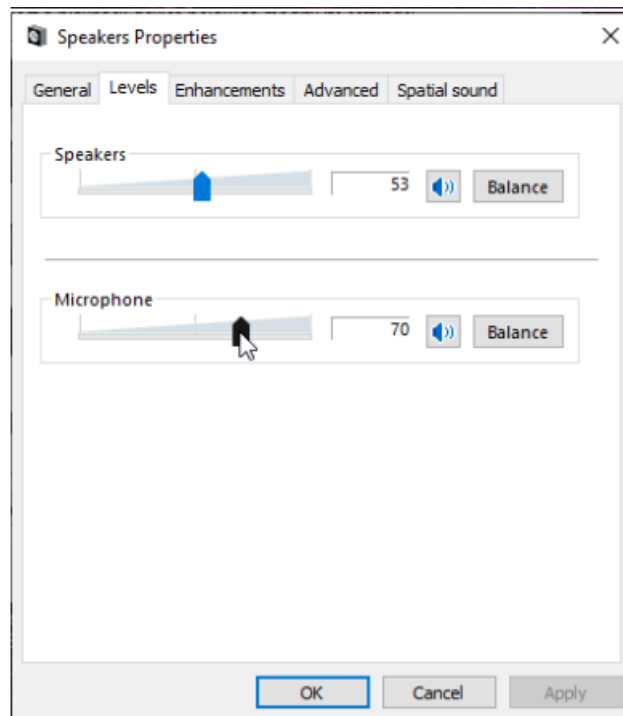 Speakers Properties
General Levels Enhancements Advanced Spatial sound
Speakers
53 Balance
Microphone
70 Balance
OK Cancel Apply